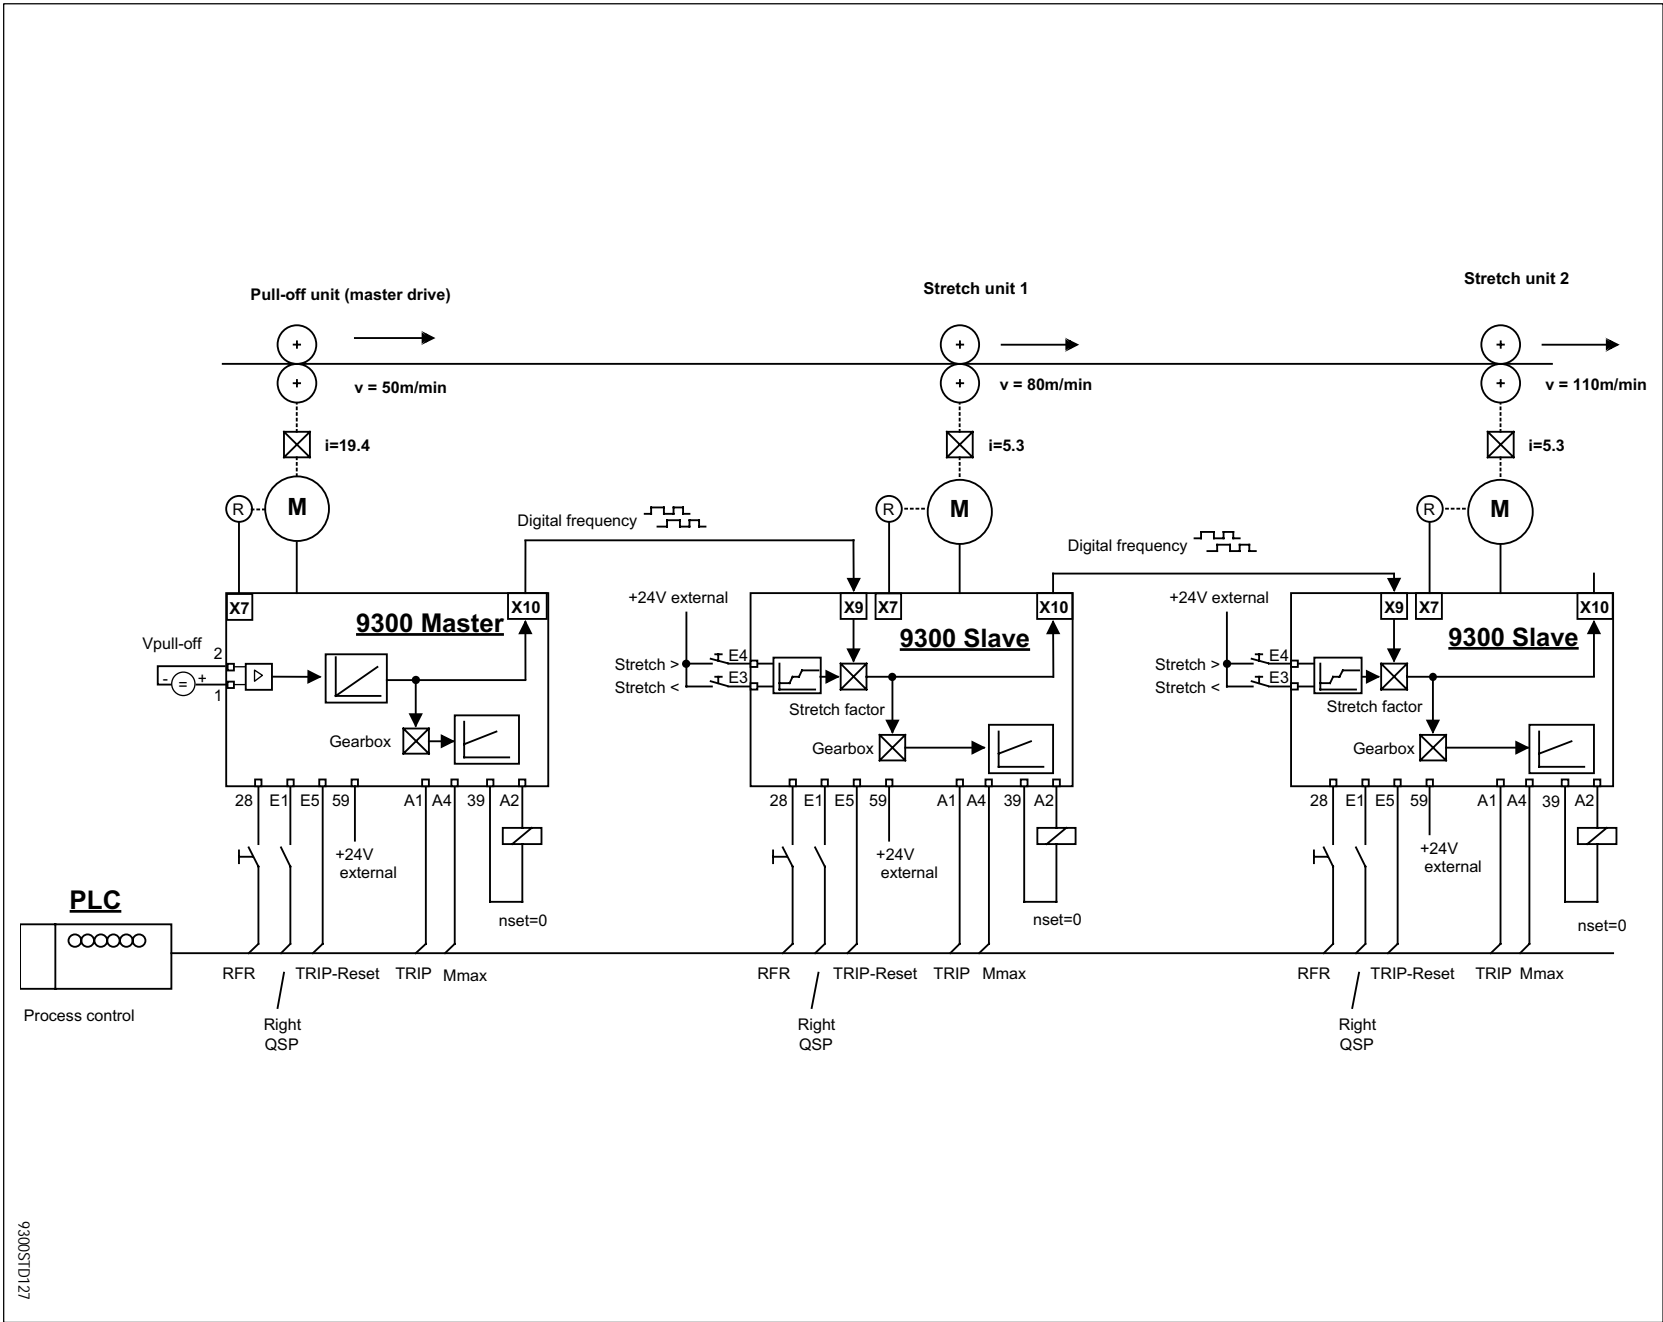 Pull-off unit (master drive)
Stretch unit 1
Stretch unit 2
+
+
+
+
+
+
v = 50m/min
v = 80m/min
v = 110m/min
i=19.4
i=5.3
i=5.3
R
M
R
M
R
M
Digital frequency
Digital frequency
X7
X10
9300 Master
Vpull-off
2
- = +
1
Gearbox
28 E1 E5 59 A1 A4 39 A2
+24V
external
nset=0
+24V external
X9
X7
X10
9300 Slave
Stretch >
E4
Stretch <
E3
Stretch factor
Gearbox
28 E1 E5 59 A1 A4 39 A2
+24V
external
nset=0
+24V external
X9
X7
X10
9300 Slave
Stretch >
E4
Stretch <
E3
Stretch factor
Gearbox
28 E1 E5 59 A1 A4 39 A2
+24V
external
nset=0
PLC
Process control
RFR
TRIP-Reset
TRIP
Mmax
Right
QSP
RFR
TRIP-Reset
TRIP
Mmax
Right
QSP
RFR
TRIP-Reset
TRIP
Mmax
Right
QSP
9300STD127